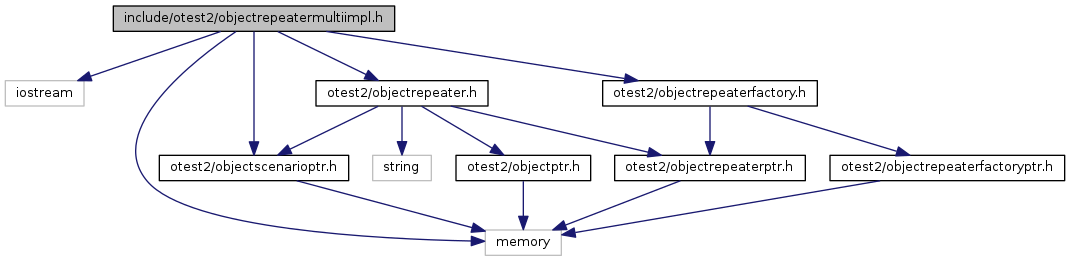 include/otest2/objectrepeatermultiimpl.h
iostream
otest2/objectrepeater.h
otest2/objectrepeaterfactory.h
otest2/objectscenarioptr.h
string
otest2/objectptr.h
otest2/objectrepeaterptr.h
otest2/objectrepeaterfactoryptr.h
memory